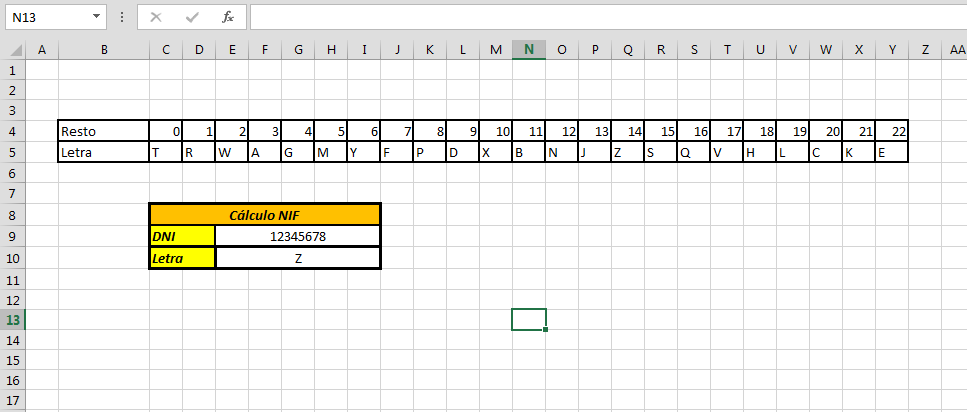 N13 fx
A B C D E F G H I J K L M N O P Q R S T U V W X Y Z AA
1
2
3
4 Resto 0 1 2 3 4 5 6 7 8 9 10 11 12 13 14 15 16 17 18 19 20 21 22
5 Letra T R W A G M Y F P D X B N J Z S Q V H L C K E
6
7
8 Cálculo NIF
9 DNI 12345678
10 Letra Z
11
12
13
14
15
16
17